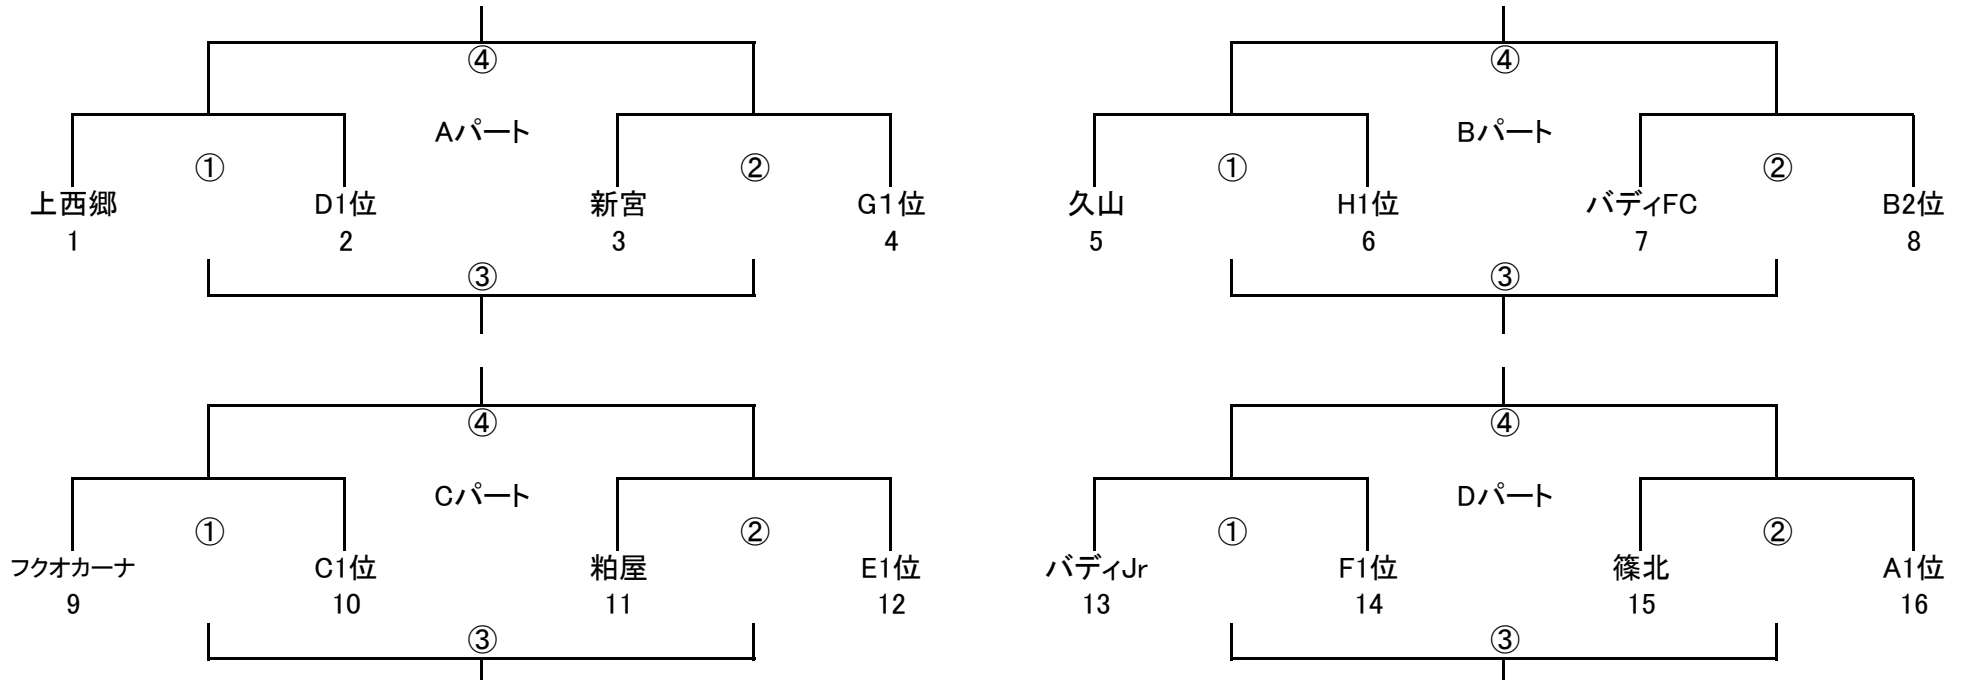 ④ ④
Aパート Bパート
① ② ① ②
上西郷 D1位 新宮 G1位 久山 H1位 バディFC B2位
1 2 3 4 5 6 7 8
③ ③
④ ④
Cパート Dパート
① ② ① ②
フクオカーナ C1位 粕屋 E1位 バディJr F1位 篠北 A1位
9 10 11 12 13 14 15 16
③ ③